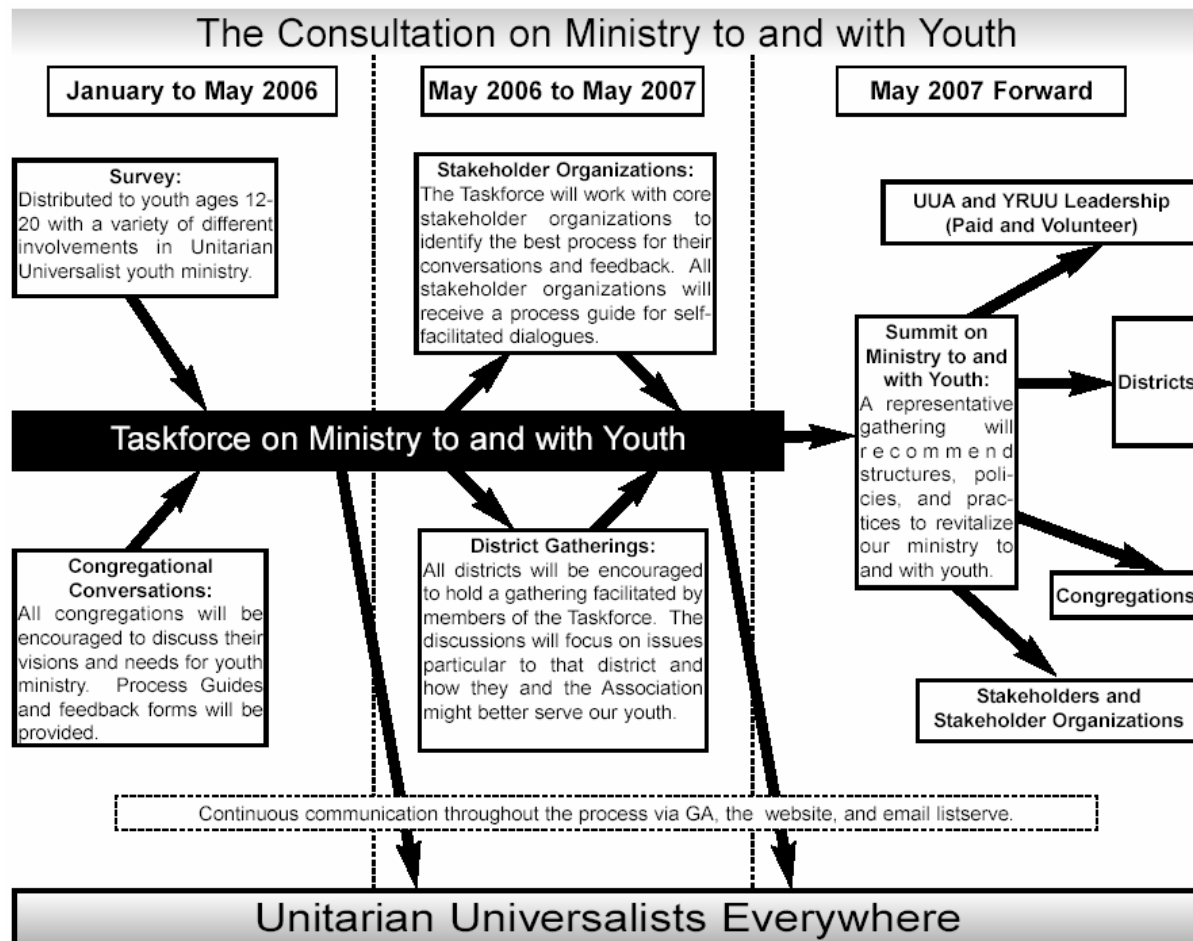 The Consultation on Ministry to and with Youth
January to May 2006
May 2006 to May 2007
May 2007 Forward
Survey:
Distributed to youth ages 12-
20 with a variety of different
involvements in Unitarian
Universalist youth ministry.
Stakeholder Organizations:
The Taskforce will work with core
stakeholder organizations to
identify the best process for their
conversations and feedback. All
stakeholder organizations will
receive a process guide for self-
facilitated dialogues.
UUA and YRUU Leadership
(Paid and Volunteer)
Taskforce on Ministry to and with Youth
Summit on
Ministry to and
with Youth:
A representative
gathering will
recommend
structures, poli-
cies, and prac-
tices to revitalize
our ministry to
and with youth.
Districts
Congregational
Conversations:
All congregations will be
encouraged to discuss their
visions and needs for youth
ministry. Process Guides
and feedback forms will be
provided.
District Gatherings:
All districts will be encouraged
to hold a gathering facilitated by
members of the Taskforce. The
discussions will focus on issues
particular to that district and
how they and the Association
might better serve our youth.
Congregations
Stakeholders and
Stakeholder Organizations
Continuous communication throughout the process via GA, the website, and email listserve.
Unitarian Universalists Everywhere